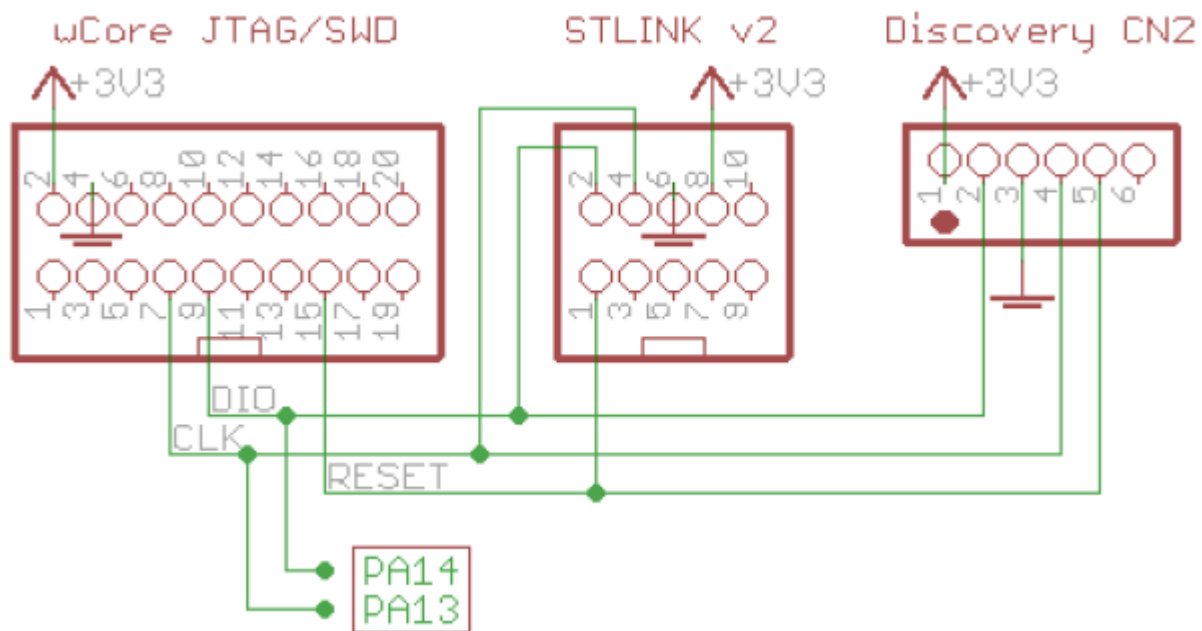 wCore JTAG/SWD
STLINK v2
Discovery CN2
+3V3
+3V3
+3V3
2 4 6 8 10 12 14 16 18 20
1 3 5 7 9 11 13 15 17 19
2 4 6 8 10
1 3 5 7 9
1 2 3 4 5 6
DIO
CLK
RESET
PA14
PA13